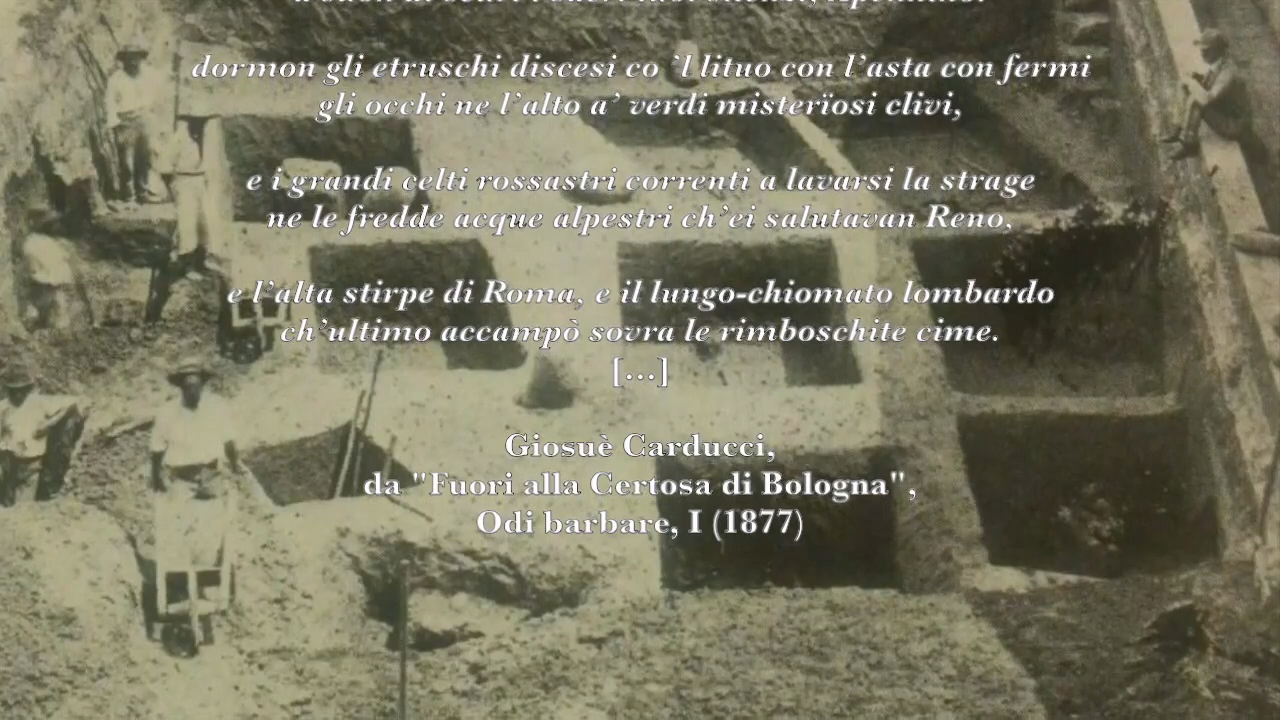 dormon gli etruschi discesi co 'l lituo con l'asta con fermi
gli occhi ne l'alto a' verdi misterïosi clivi,
e i grandi celti rossastri correnti a lavarsi la strage
ne le fredde acque alpestri ch'ei salutavan Reno,
e l'alta stirpe di Roma, e il lungo-chiomato lombardo
ch'ultimo accampò sovra le rimboschite cime.
[...]
Giosuè Carducci,
da "Fuori alla Certosa di Bologna",
Odi barbare, I (1877)